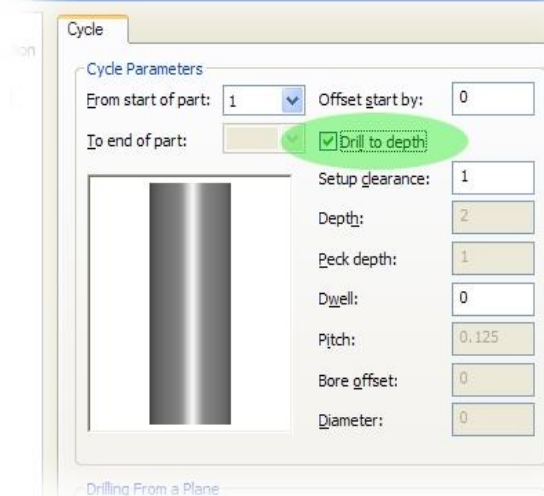 Cycle
Cycle Parameters
From start of part: 1 Offset start by: 0
To end of part: Drill to depth
Setup clearance: 1
Depth: 2
Peck depth: 1
Dwell: 0
Pitch: 0.125
Bore offset: 0
Diameter: 0
Drilling From a Plane